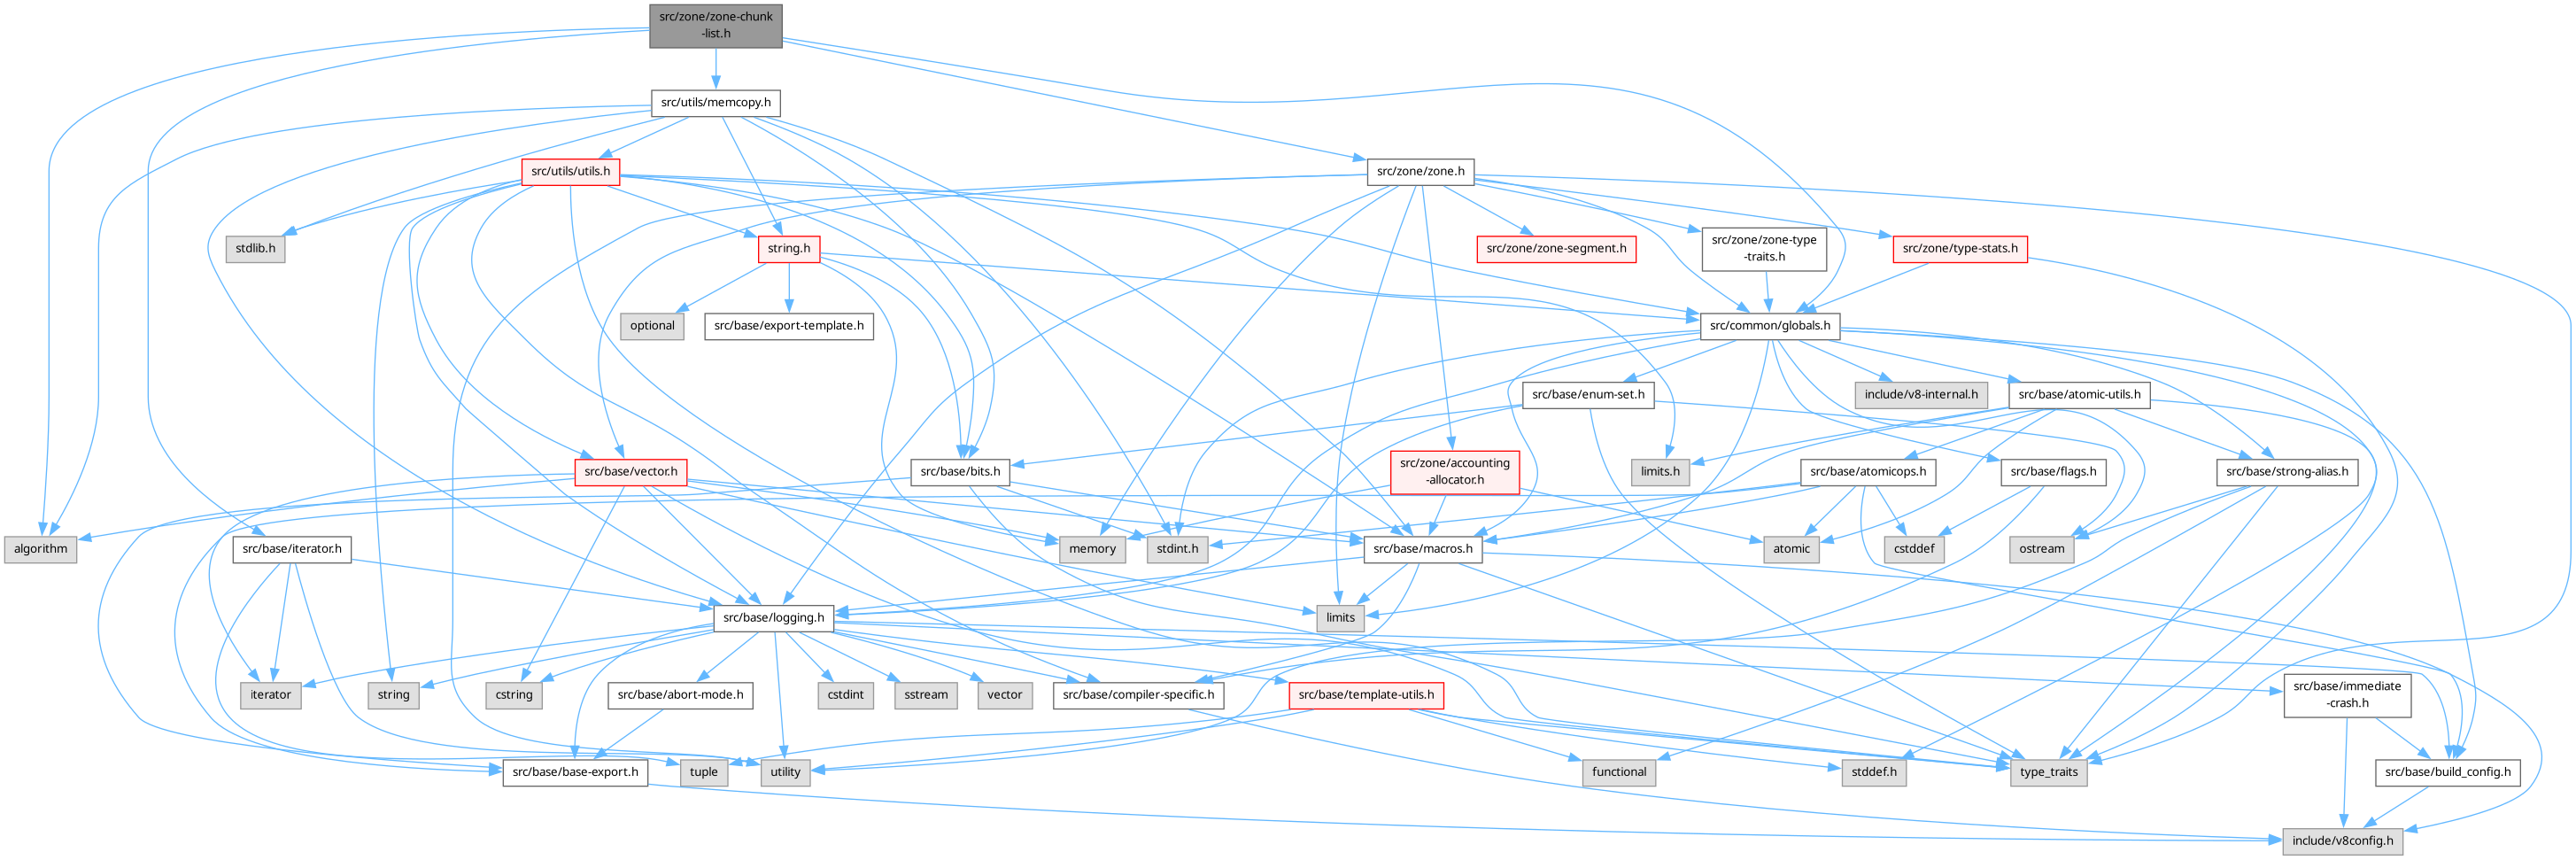 src/zone/zone-chunk
-list.h
src/utils/memcopy.h
src/utils/utils.h
src/zone/zone.h
stdlib.h
string.h
src/zone/zone-segment.h
src/zone/zone-type
-traits.h
src/zone/type-stats.h
optional
src/base/export-template.h
src/common/globals.h
src/base/enum-set.h
include/v8-internal.h
src/base/atomic-utils.h
src/base/vector.h
src/base/bits.h
src/zone/accounting
-allocator.h
limits.h
src/base/atomicops.h
src/base/flags.h
src/base/strong-alias.h
algorithm
src/base/iterator.h
memory
stdint.h
src/base/macros.h
atomic
cstddef
ostream
src/base/logging.h
limits
iterator
string
cstring
src/base/abort-mode.h
cstdint
sstream
vector
src/base/compiler-specific.h
src/base/template-utils.h
src/base/immediate
-crash.h
src/base/base-export.h
tuple
utility
functional
stddef.h
type_traits
src/base/build_config.h
include/v8config.h